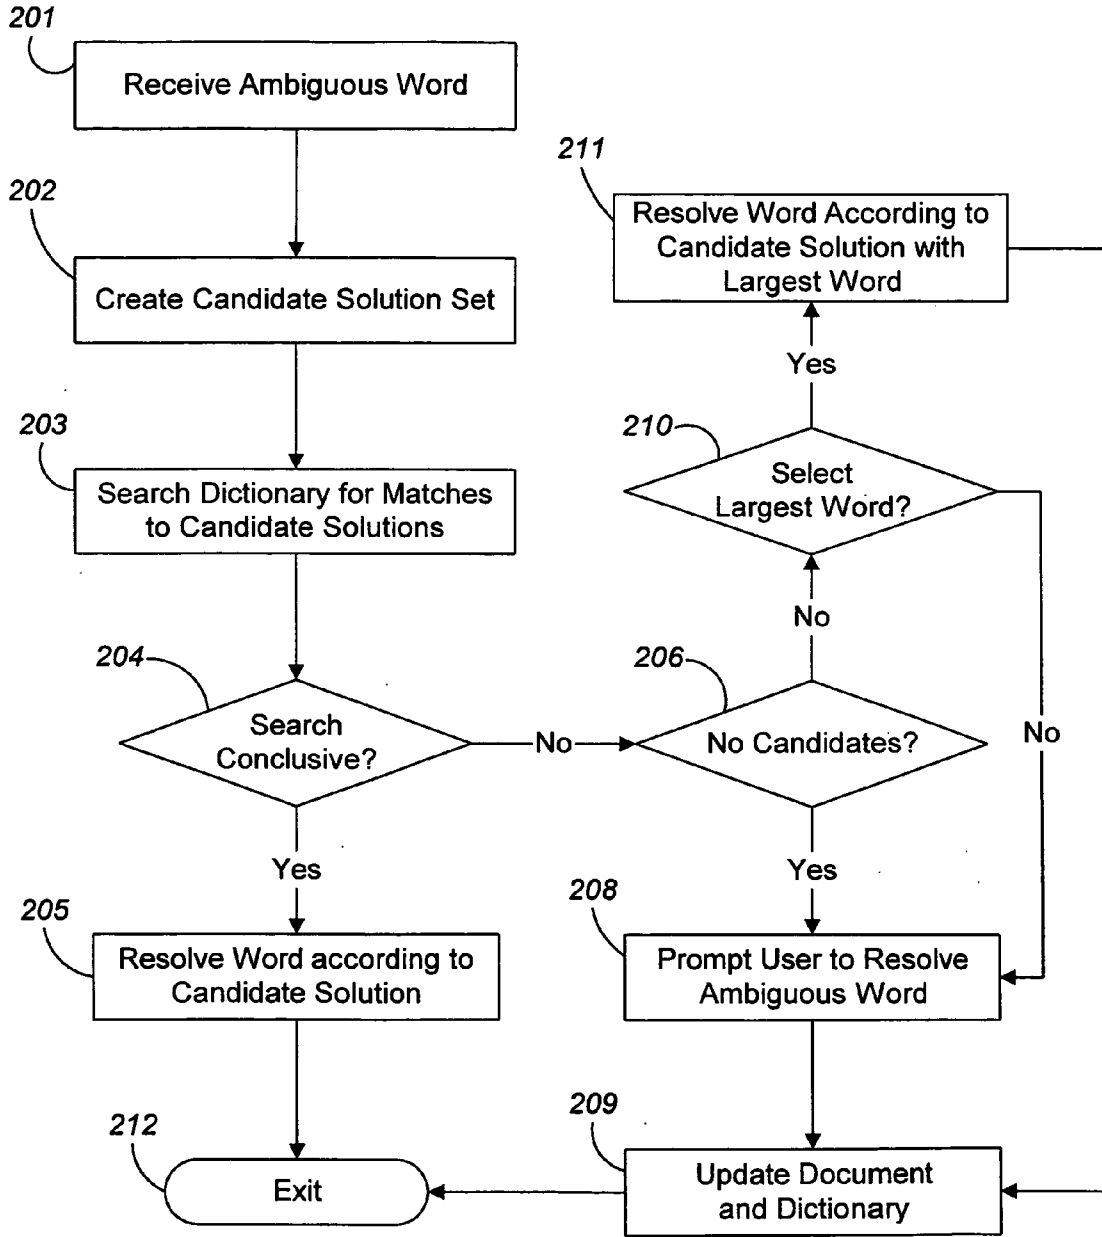 201
Receive Ambiguous Word
202
Create Candidate Solution Set
203
Search Dictionary for Matches
to Candidate Solutions
204
Search
Conclusive?
No
Yes
205
Resolve Word according to
Candidate Solution
212
Exit
211
Resolve Word According to
Candidate Solution with
Largest Word
Yes
210
Select
Largest Word?
No
No
206
No Candidates?
Yes
208
Prompt User to Resolve
Ambiguous Word
209
Update Document
and Dictionary